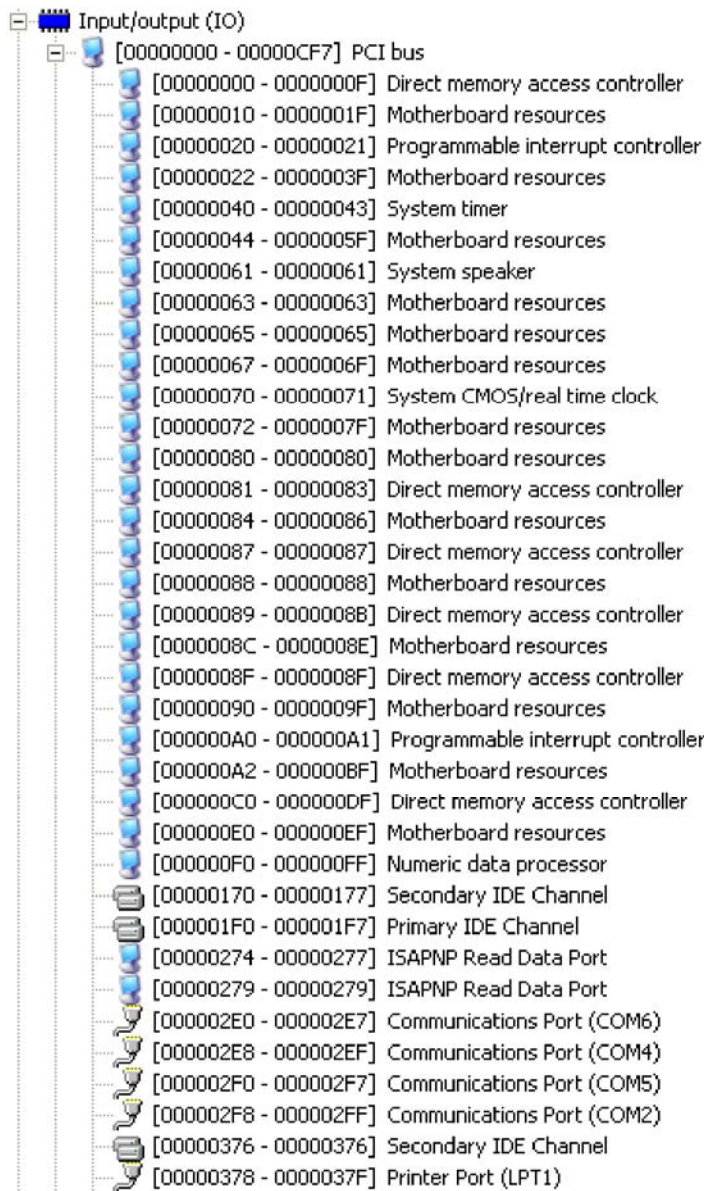 Input/output (IO)
[00000000 - 00000CF7] PCI bus
[00000000 - 0000000F] Direct memory access controller
[00000010 - 0000001F] Motherboard resources
[00000020 - 00000021] Programmable interrupt controller
[00000022 - 0000003F] Motherboard resources
[00000040 - 00000043] System timer
[00000044 - 0000005F] Motherboard resources
[00000061 - 00000061] System speaker
[00000063 - 00000063] Motherboard resources
[00000065 - 00000065] Motherboard resources
[00000067 - 0000006F] Motherboard resources
[00000070 - 00000071] System CMOS/real time clock
[00000072 - 0000007F] Motherboard resources
[00000080 - 00000080] Motherboard resources
[00000081 - 00000083] Direct memory access controller
[00000084 - 00000086] Motherboard resources
[00000087 - 00000087] Direct memory access controller
[00000088 - 00000088] Motherboard resources
[00000089 - 0000008B] Direct memory access controller
[0000008C - 0000008E] Motherboard resources
[0000008F - 0000008F] Direct memory access controller
[00000090 - 0000009F] Motherboard resources
[000000A0 - 000000A1] Programmable interrupt controller
[000000A2 - 000000BF] Motherboard resources
[000000C0 - 000000DF] Direct memory access controller
[000000E0 - 000000EF] Motherboard resources
[000000F0 - 000000FF] Numeric data processor
[00000170 - 00000177] Secondary IDE Channel
[000001F0 - 000001F7] Primary IDE Channel
[00000274 - 00000277] ISAPNP Read Data Port
[00000279 - 00000279] ISAPNP Read Data Port
[000002E0 - 000002E7] Communications Port (COM6)
[000002E8 - 000002EF] Communications Port (COM4)
[000002F0 - 000002F7] Communications Port (COM5)
[000002F8 - 000002FF] Communications Port (COM2)
[00000376 - 00000376] Secondary IDE Channel
[00000378 - 0000037F] Printer Port (LPT1)